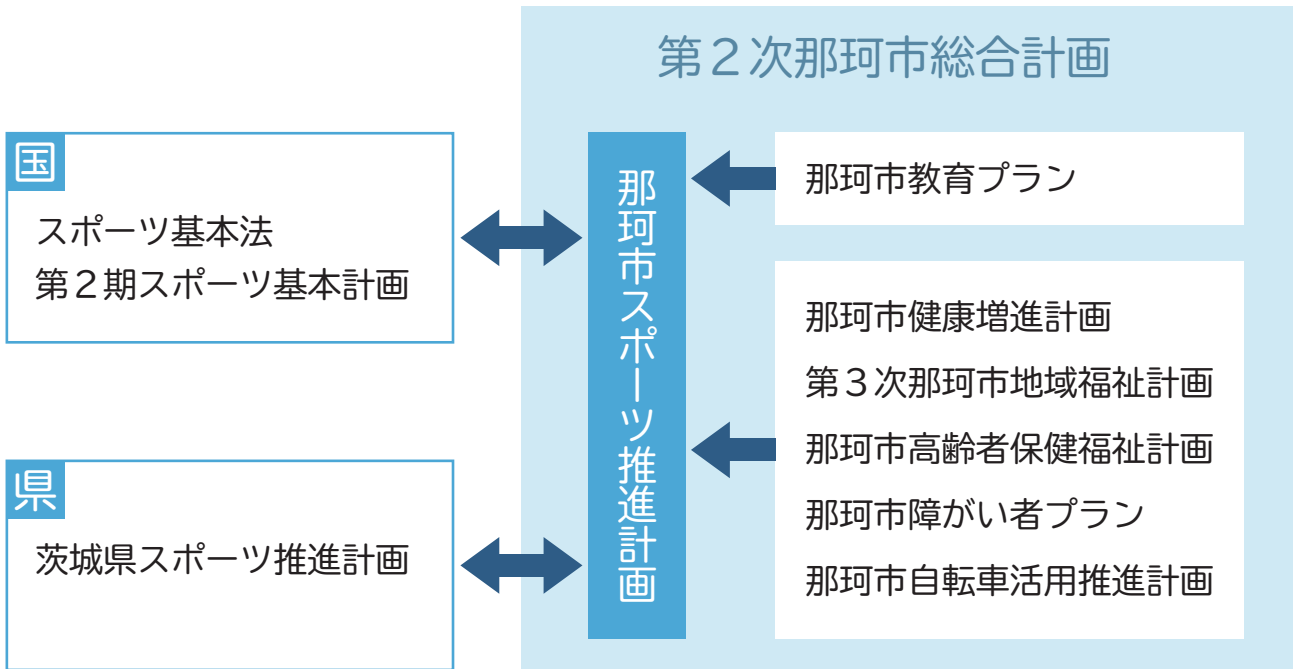 第２次那珂市総合計画
国
スポーツ基本法
第２期スポーツ基本計画
県
茨城県スポーツ推進計画
那珂市スポーツ推進計画
那珂市教育プラン
那珂市健康増進計画
第３次那珂市地域福祉計画
那珂市高齢者保健福祉計画
那珂市障がい者プラン
那珂市自転車活用推進計画